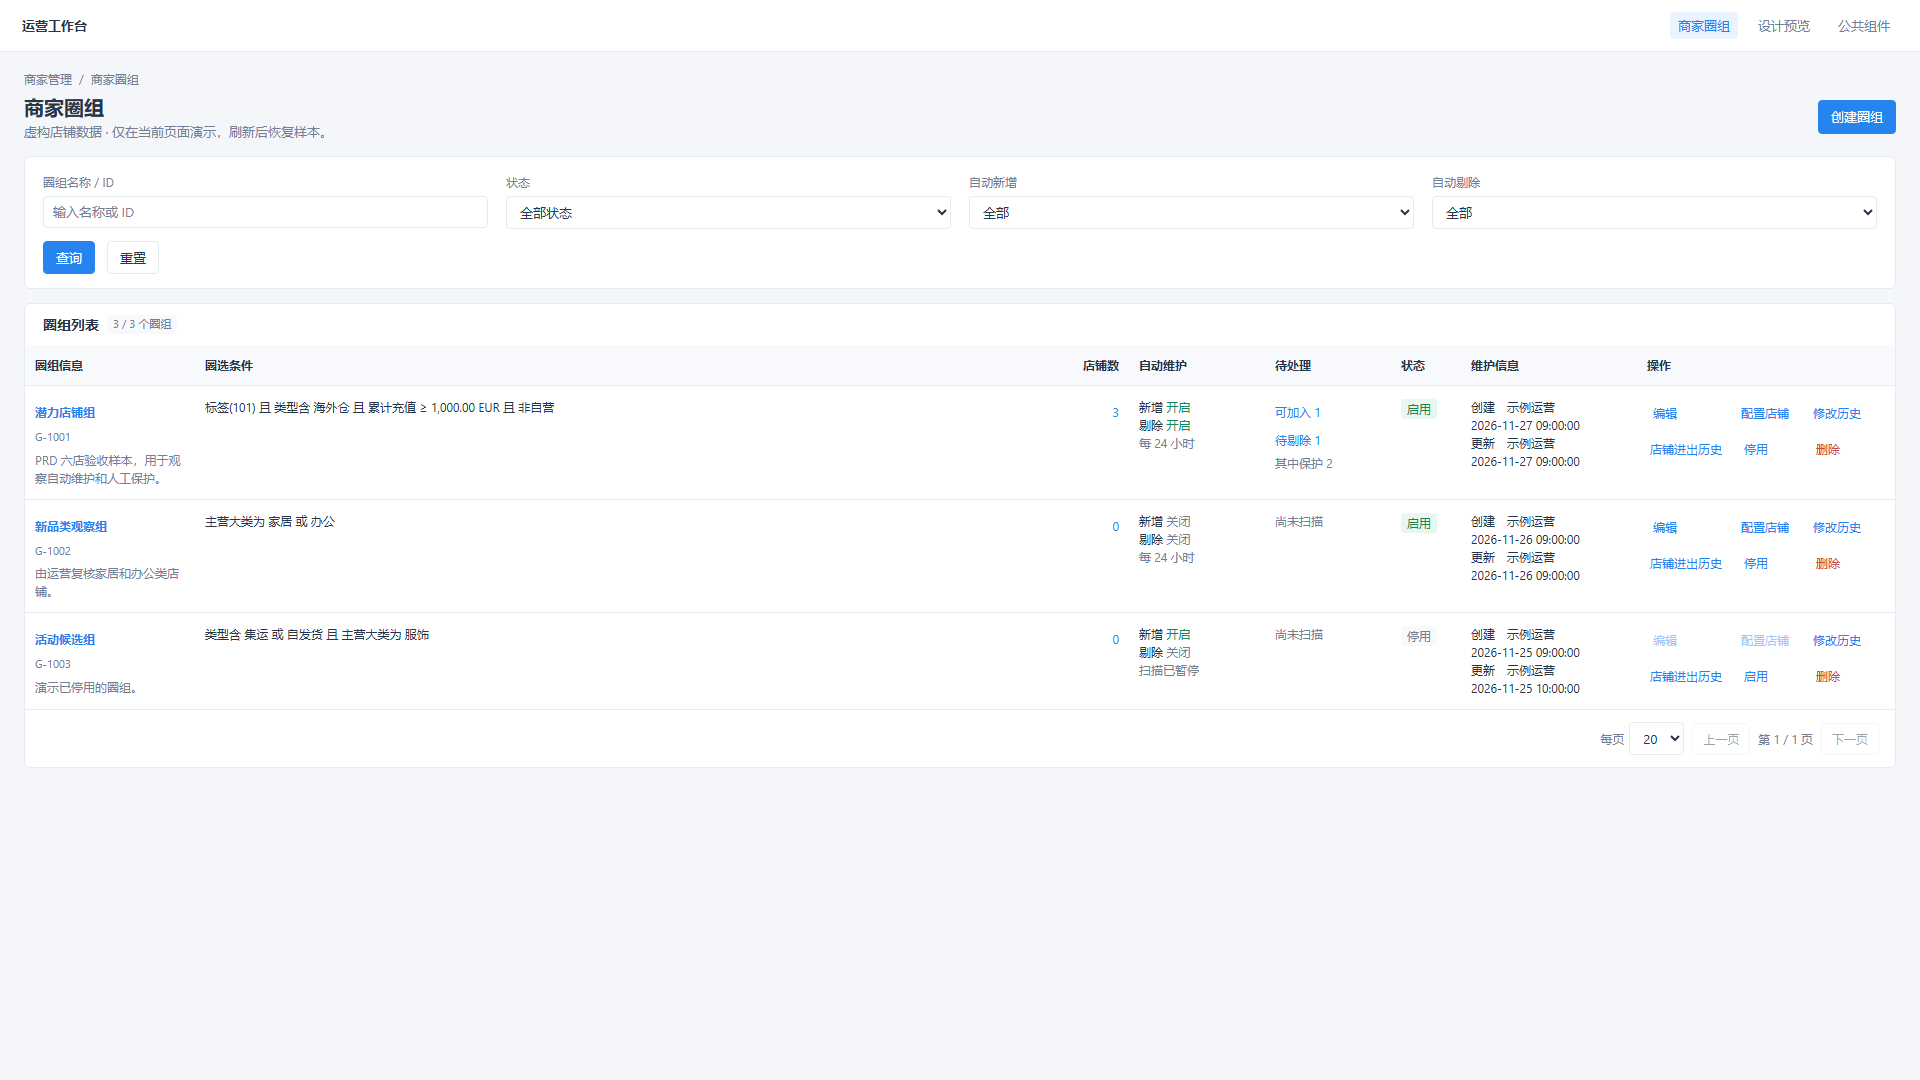 运营工作台
商家圈组 设计预览 公共组件
商家管理 / 商家圈组
商家圈组
虚构店铺数据 · 仅在当前页面演示，刷新后恢复样本。
创建圈组
圈组名称 / ID 状态 自动新增 自动剔除
输入名称或 ID 全部状态 全部 全部
查询 重置
圈组列表 3 / 3 个圈组
圈组信息 圈选条件 店铺数 自动维护 待处理 状态 维护信息 操作
潜力店铺组
G-1001
PRD 六店验收样本，用于观
察自动维护和人工保护。
标签(101) 且 类型含 海外仓 且 累计充值 ≥ 1,000.00 EUR 且 非自营
3
新增 开启
剔除 开启
每 24 小时
可加入 1
待剔除 1
其中保护 2
启用
创建 示例运营
2026-11-27 09:00:00
更新 示例运营
2026-11-27 09:00:00
编辑 配置店铺 修改历史
店铺进出历史 停用 删除
新品类观察组
G-1002
由运营复核家居和办公类店
铺。
主营大类为 家居 或 办公
0
新增 关闭
剔除 关闭
每 24 小时
尚未扫描
启用
创建 示例运营
2026-11-26 09:00:00
更新 示例运营
2026-11-26 09:00:00
编辑 配置店铺 修改历史
店铺进出历史 停用 删除
活动候选组
G-1003
演示已停用的圈组。
类型含 集运 或 自发货 且 主营大类为 服饰
0
新增 开启
剔除 关闭
扫描已暂停
尚未扫描
停用
创建 示例运营
2026-11-25 09:00:00
更新 示例运营
2026-11-25 10:00:00
编辑 配置店铺 修改历史
店铺进出历史 启用 删除
每页 20 上一页 第 1 / 1 页 下一页